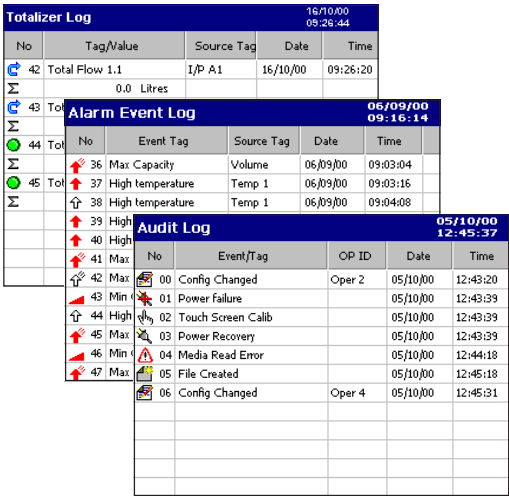 Totalizer Log 16/10/00 09:26:44
No Tag/Value Source Tag Date Time
42 Total Flow 1.1 I/P A1 16/10/00 09:26:20
Σ 0.0 Litres
43
Σ
44
Σ
45
Σ
Alarm Event Log 06/09/00 09:16:14
No Event Tag Source Tag Date Time
36 Max Capacity Volume 06/09/00 09:03:04
37 High temperature Temp 1 06/09/00 09:03:16
38 High temperature Temp 1 06/09/00 09:04:08
39 High
40 High
41 Max
42 Max
43 Min
44 High
45 Max
46 Min
47 Max
Audit Log 05/10/00 12:45:37
No Event/Tag OP ID Date Time
00 Config Changed Oper 2 05/10/00 12:43:20
01 Power failure 05/10/00 12:43:39
02 Touch Screen Calib 05/10/00 12:43:39
03 Power Recovery 05/10/00 12:43:39
04 Media Read Error 05/10/00 12:44:18
05 File Created 05/10/00 12:45:18
06 Config Changed Oper 4 05/10/00 12:45:31